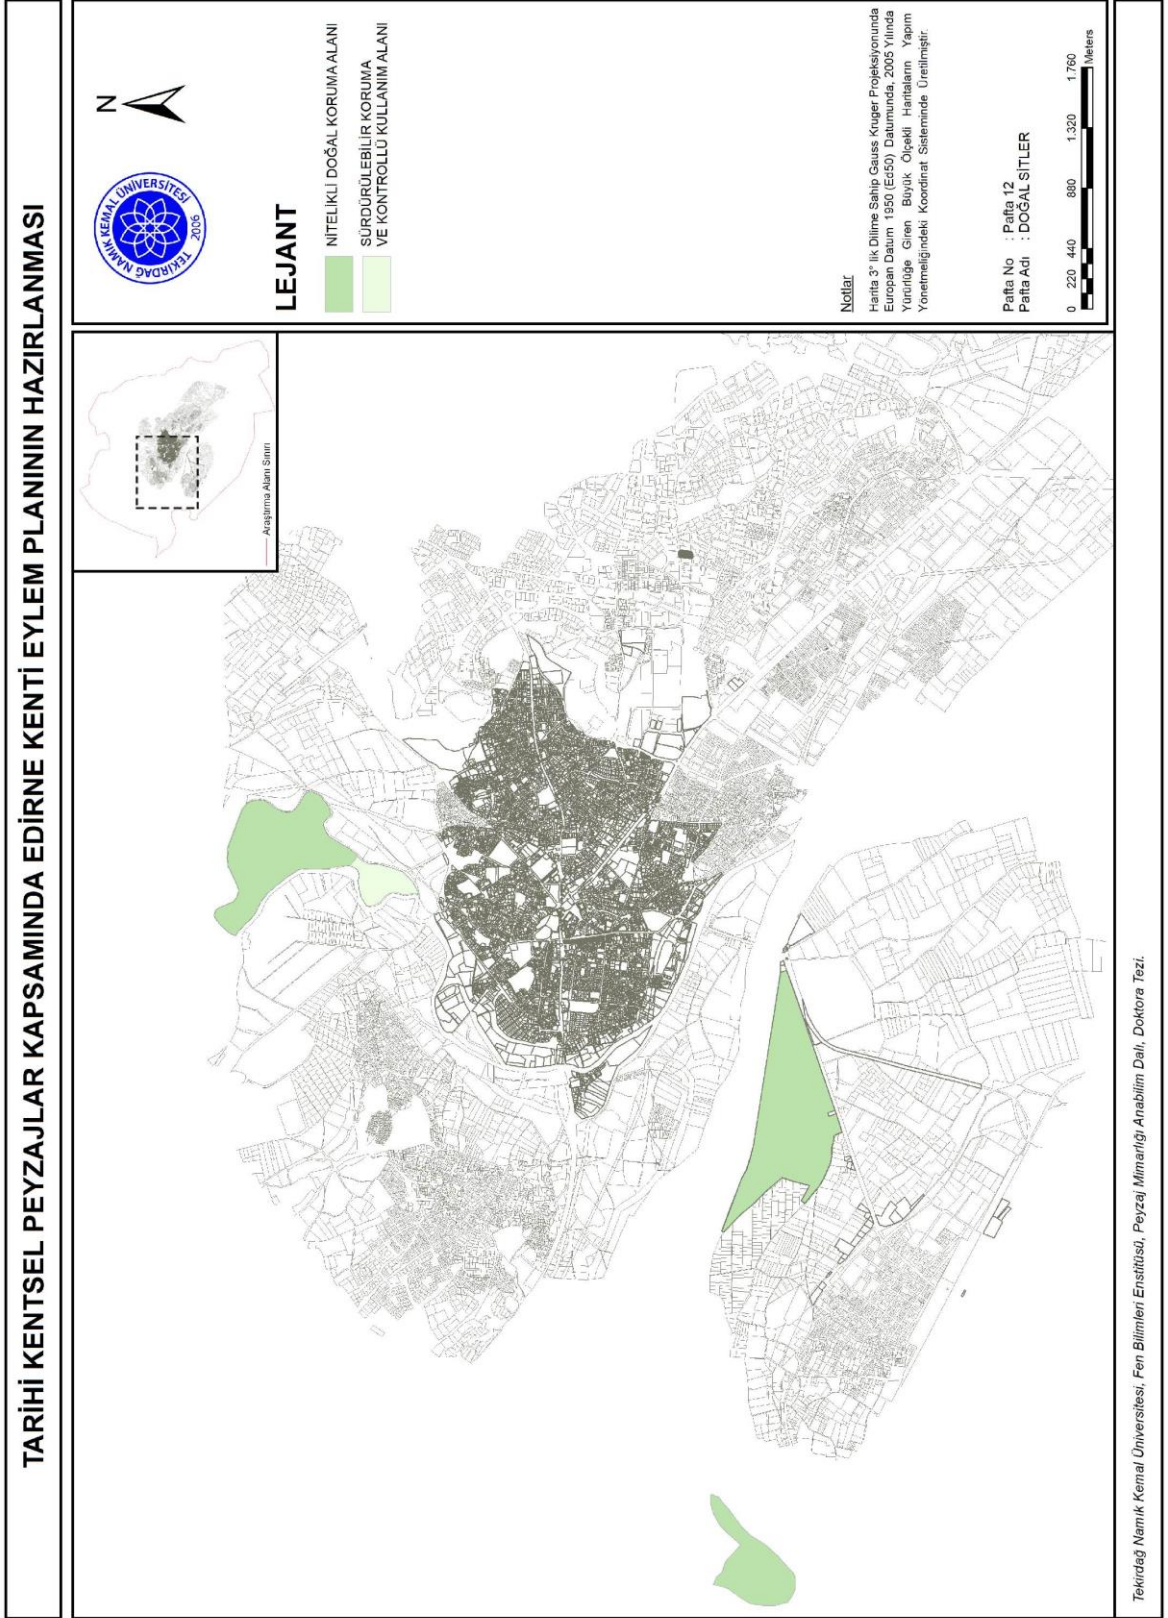 TARİHİ KENTSEL PEYZAJLAR KAPSAMINDA EDİRNE KENTİ EYLEM PLANININ HAZIRLANMASI
Araştırma Alanı Sınırı
N
TEKİRDAĞ NAMIK KEMAL ÜNİVERSİTESİ
2006
LEJANT
NİTELİKLİ DOĞAL KORUMA ALANI
SÜRDÜRÜLEBİLİR KORUMA
VE KONTROLLÜ KULLANIM ALANI
Notlar
Harita 3° lik Dilime Sahip Gauss Kruger Projeksiyonunda
Europan Datum 1950 (Ed50) Datumunda, 2005 Yılında
Yürürlüğe Giren Büyük Ölçekli Haritaların Yapım
Yönetmeliğindeki Koordinat Sisteminde Üretilmiştir.
Pafta No : Pafta 12
Pafta Adı : DOĞAL SİTLER
0 220 440 880 1.320 1.760
Meters
Tekirdağ Namık Kemal Üniversitesi, Fen Bilimleri Enstitüsü, Peyzaj Mimarlığı Anabilim Dalı, Doktora Tezi.